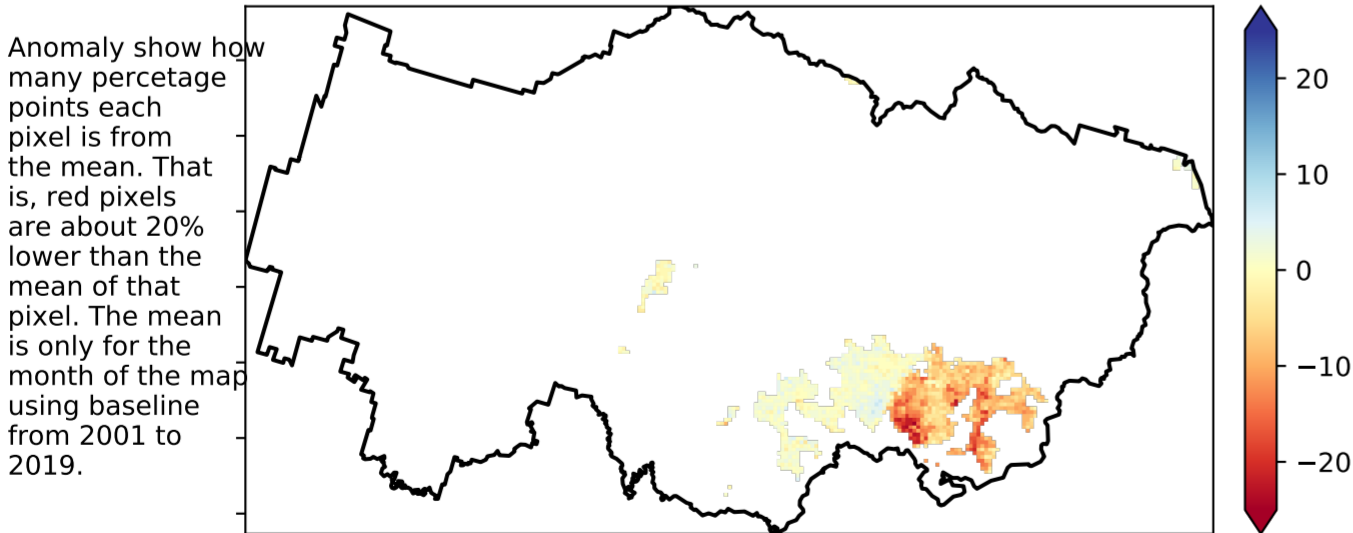 Anomaly show how
many percetage
points each
pixel is from
the mean. That
is, red pixels
are about 20%
lower than the
mean of that
pixel. The mean
is only for the
month of the map
using baseline
from 2001 to
2019.
20
10
0
−10
−20